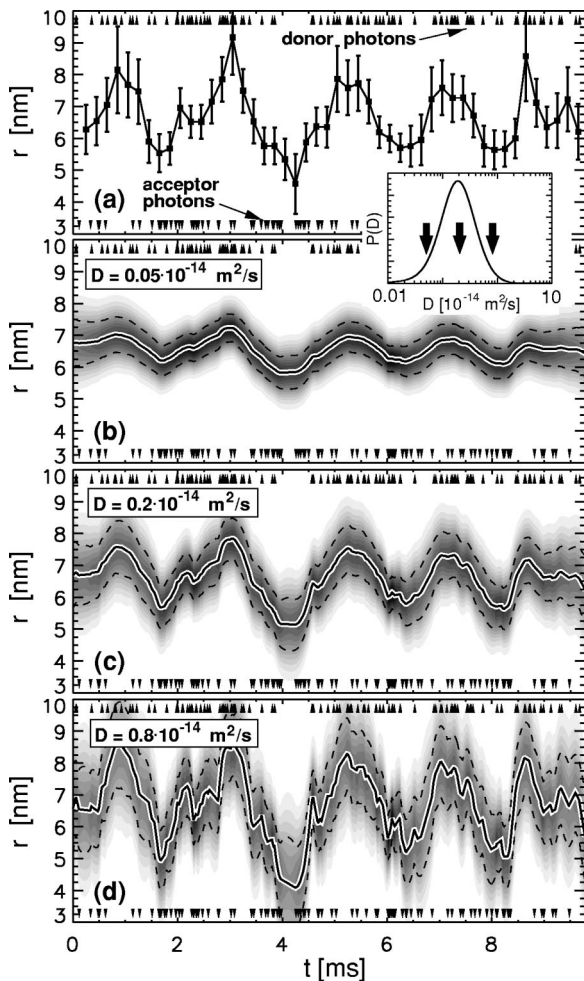 10
donor photons
9
8
7
r [nm]
6
5
acceptor
photons
4
(a)
3
P(D)
0.01
D [10⁻¹⁴ m²/s]
10
10
D = 0.05·10⁻¹⁴ m²/s
9
8
7
r [nm]
6
5
4
(b)
3
10
D = 0.2·10⁻¹⁴ m²/s
9
8
7
r [nm]
6
5
4
(c)
3
10
D = 0.8·10⁻¹⁴ m²/s
9
8
7
r [nm]
6
5
4
(d)
3
0 2 4 6 8
t [ms]